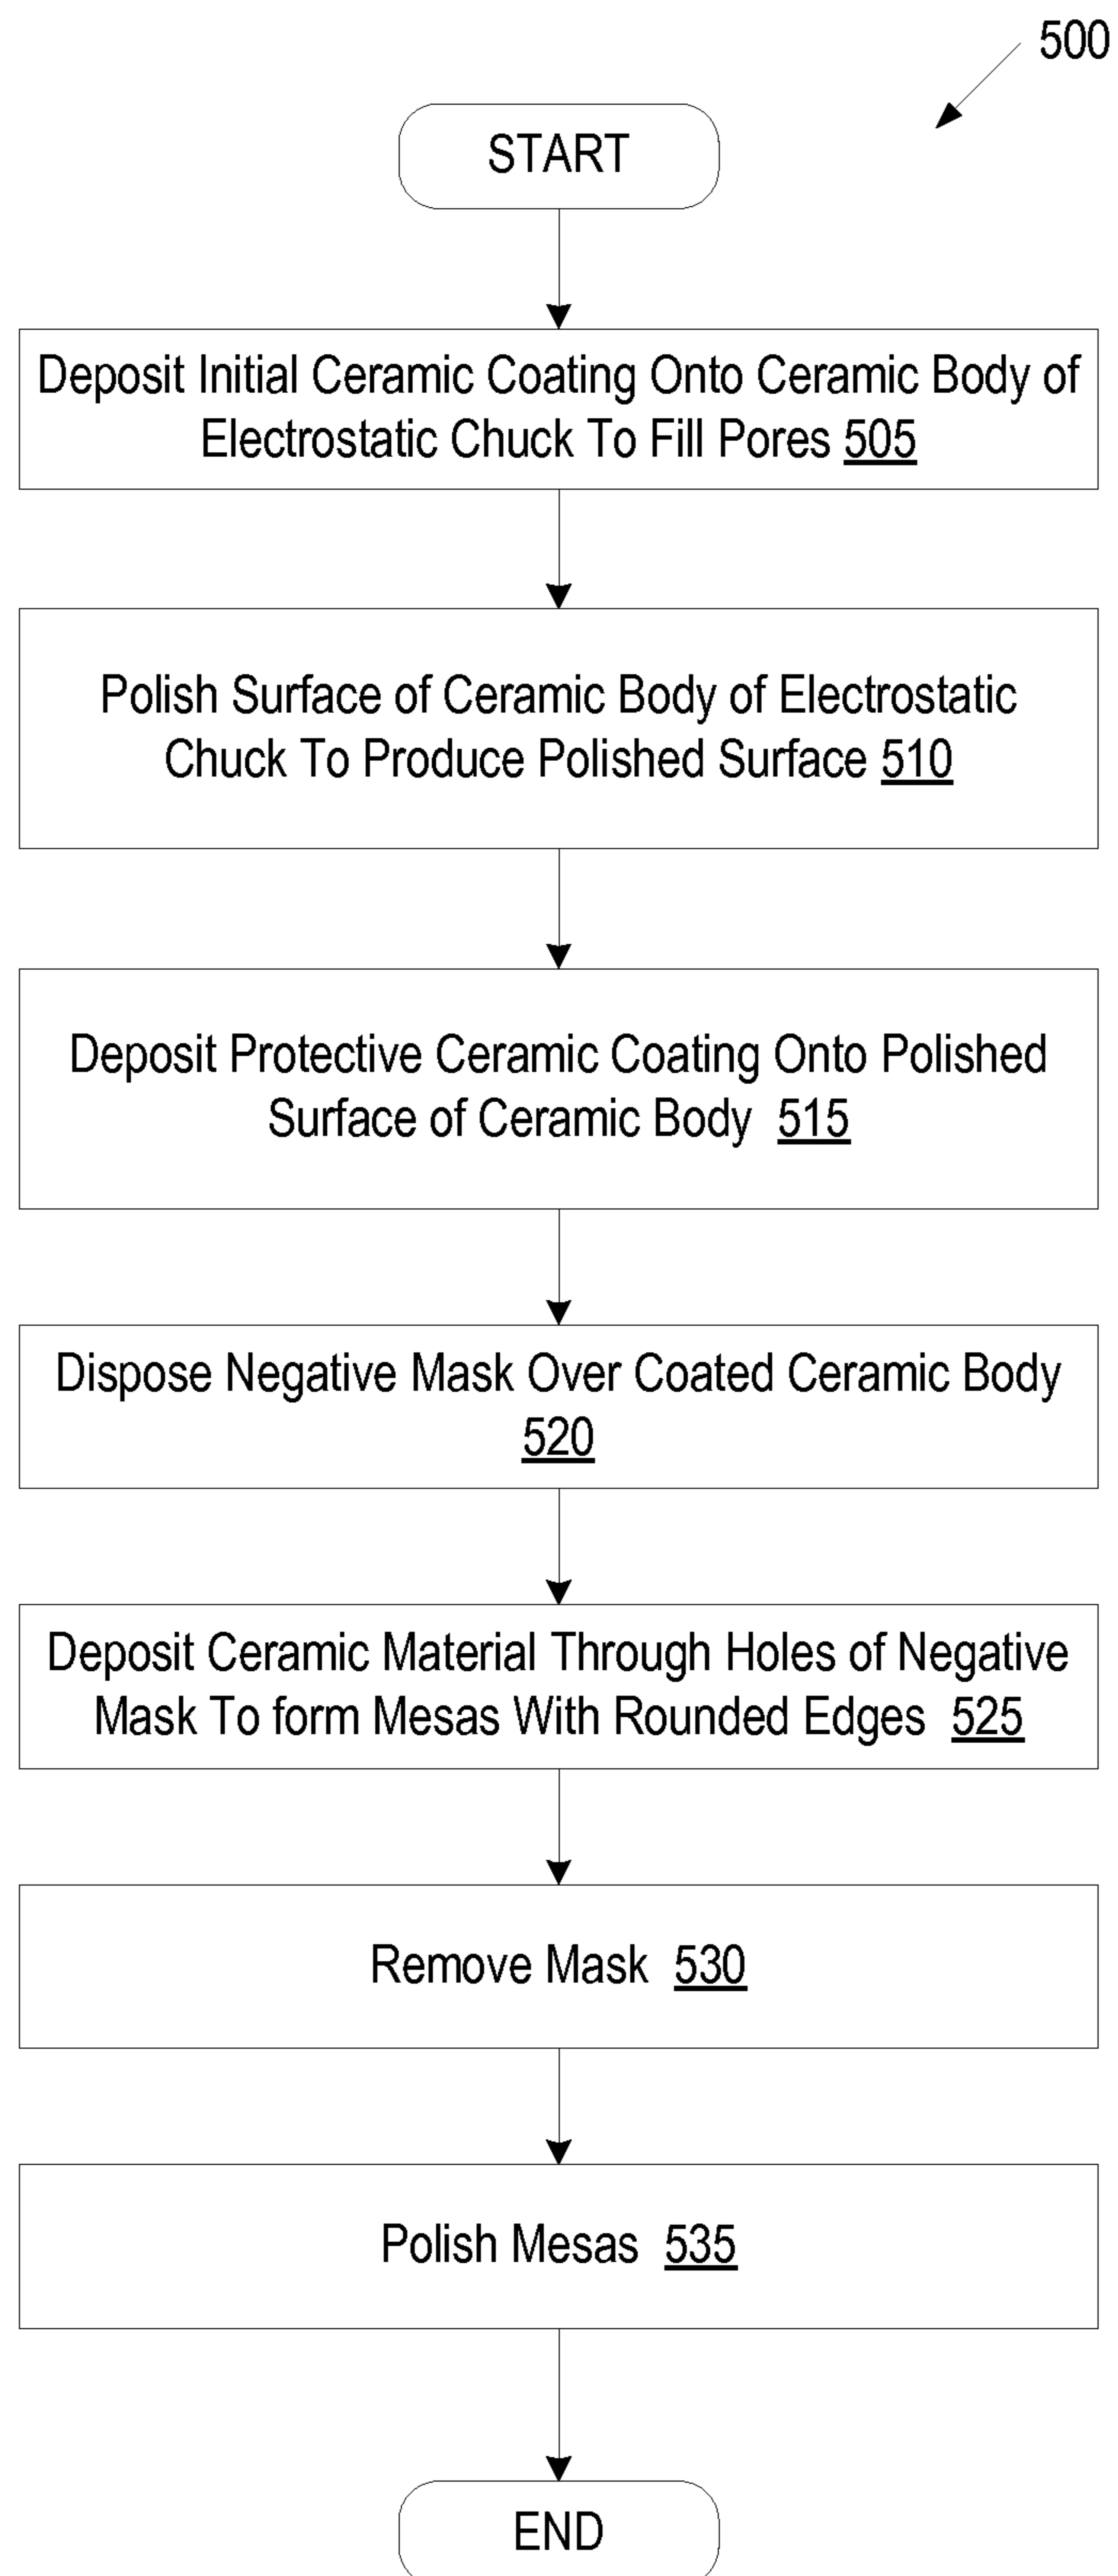 500
START
Deposit Initial Ceramic Coating Onto Ceramic Body of
Electrostatic Chuck To Fill Pores 505
Polish Surface of Ceramic Body of Electrostatic
Chuck To Produce Polished Surface 510
Deposit Protective Ceramic Coating Onto Polished
Surface of Ceramic Body 515
Dispose Negative Mask Over Coated Ceramic Body
520
Deposit Ceramic Material Through Holes of Negative
Mask To form Mesas With Rounded Edges 525
Remove Mask 530
Polish Mesas 535
END